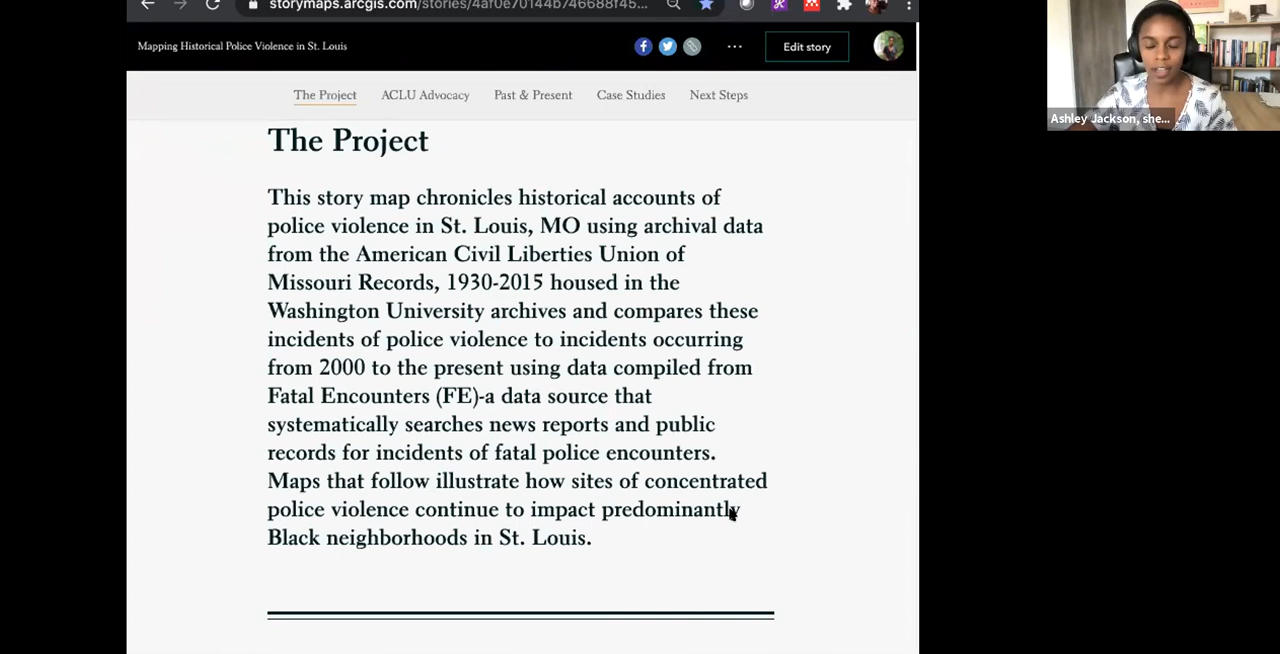 storymaps.arcgis.com/stories/4af0e70144b746688f45...
Mapping Historical Police Violence in St. Louis
Edit story
The Project ACLU Advocacy Past & Present Case Studies Next Steps
The Project
This story map chronicles historical accounts of
police violence in St. Louis, MO using archival data
from the American Civil Liberties Union of
Missouri Records, 1930-2015 housed in the
Washington University archives and compares these
incidents of police violence to incidents occurring
from 2000 to the present using data compiled from
Fatal Encounters (FE)-a data source that
systematically searches news reports and public
records for incidents of fatal police encounters.
Maps that follow illustrate how sites of concentrated
police violence continue to impact predominantly
Black neighborhoods in St. Louis.
Ashley Jackson, she...